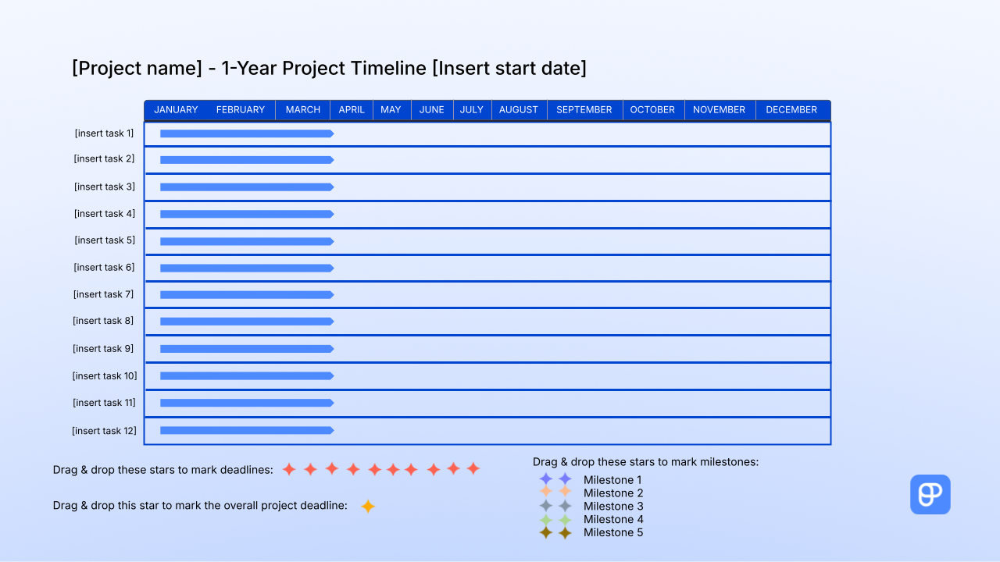 [Project name] - 1-Year Project Timeline [Insert start date]
JANUARY FEBRUARY MARCH APRIL MAY JUNE JULY AUGUST SEPTEMBER OCTOBER NOVEMBER DECEMBER
[insert task 1]
[insert task 2]
[insert task 3]
[insert task 4]
[insert task 5]
[insert task 6]
[insert task 7]
[insert task 8]
[insert task 9]
[insert task 10]
[insert task 11]
[insert task 12]
Drag & drop these stars to mark deadlines:
Drag & drop this star to mark the overall project deadline:
Drag & drop these stars to mark milestones:
Milestone 1
Milestone 2
Milestone 3
Milestone 4
Milestone 5